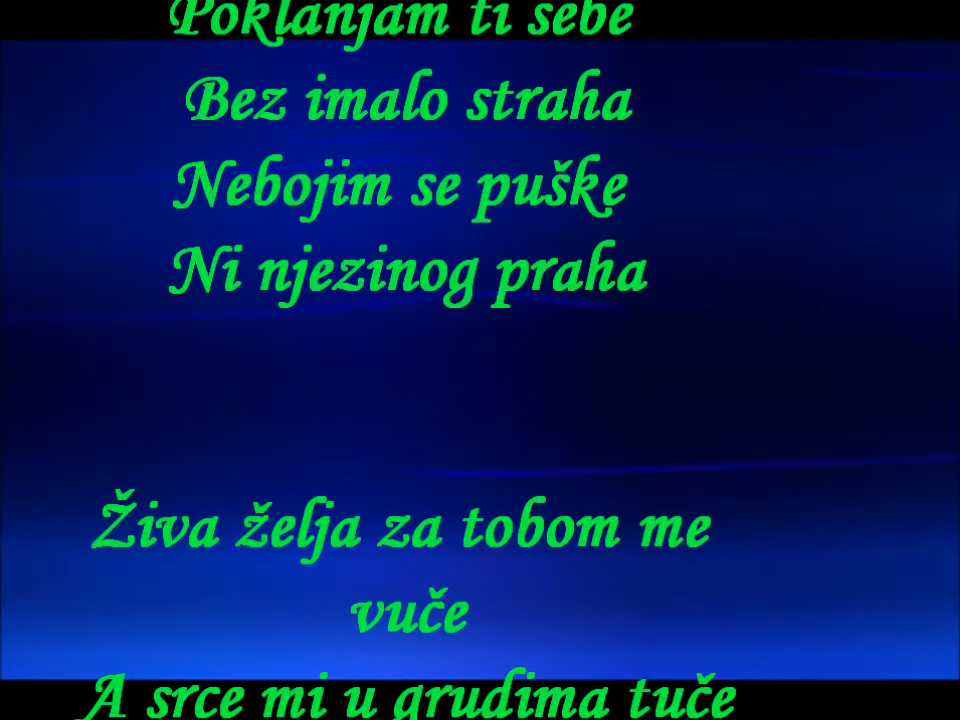 Poklanjam ti sebe
Bez imalo straha
Nebojim se puške
Ni njezinog praha
Živa želja za tobom me
vuče
A srce mi u grudima tuče